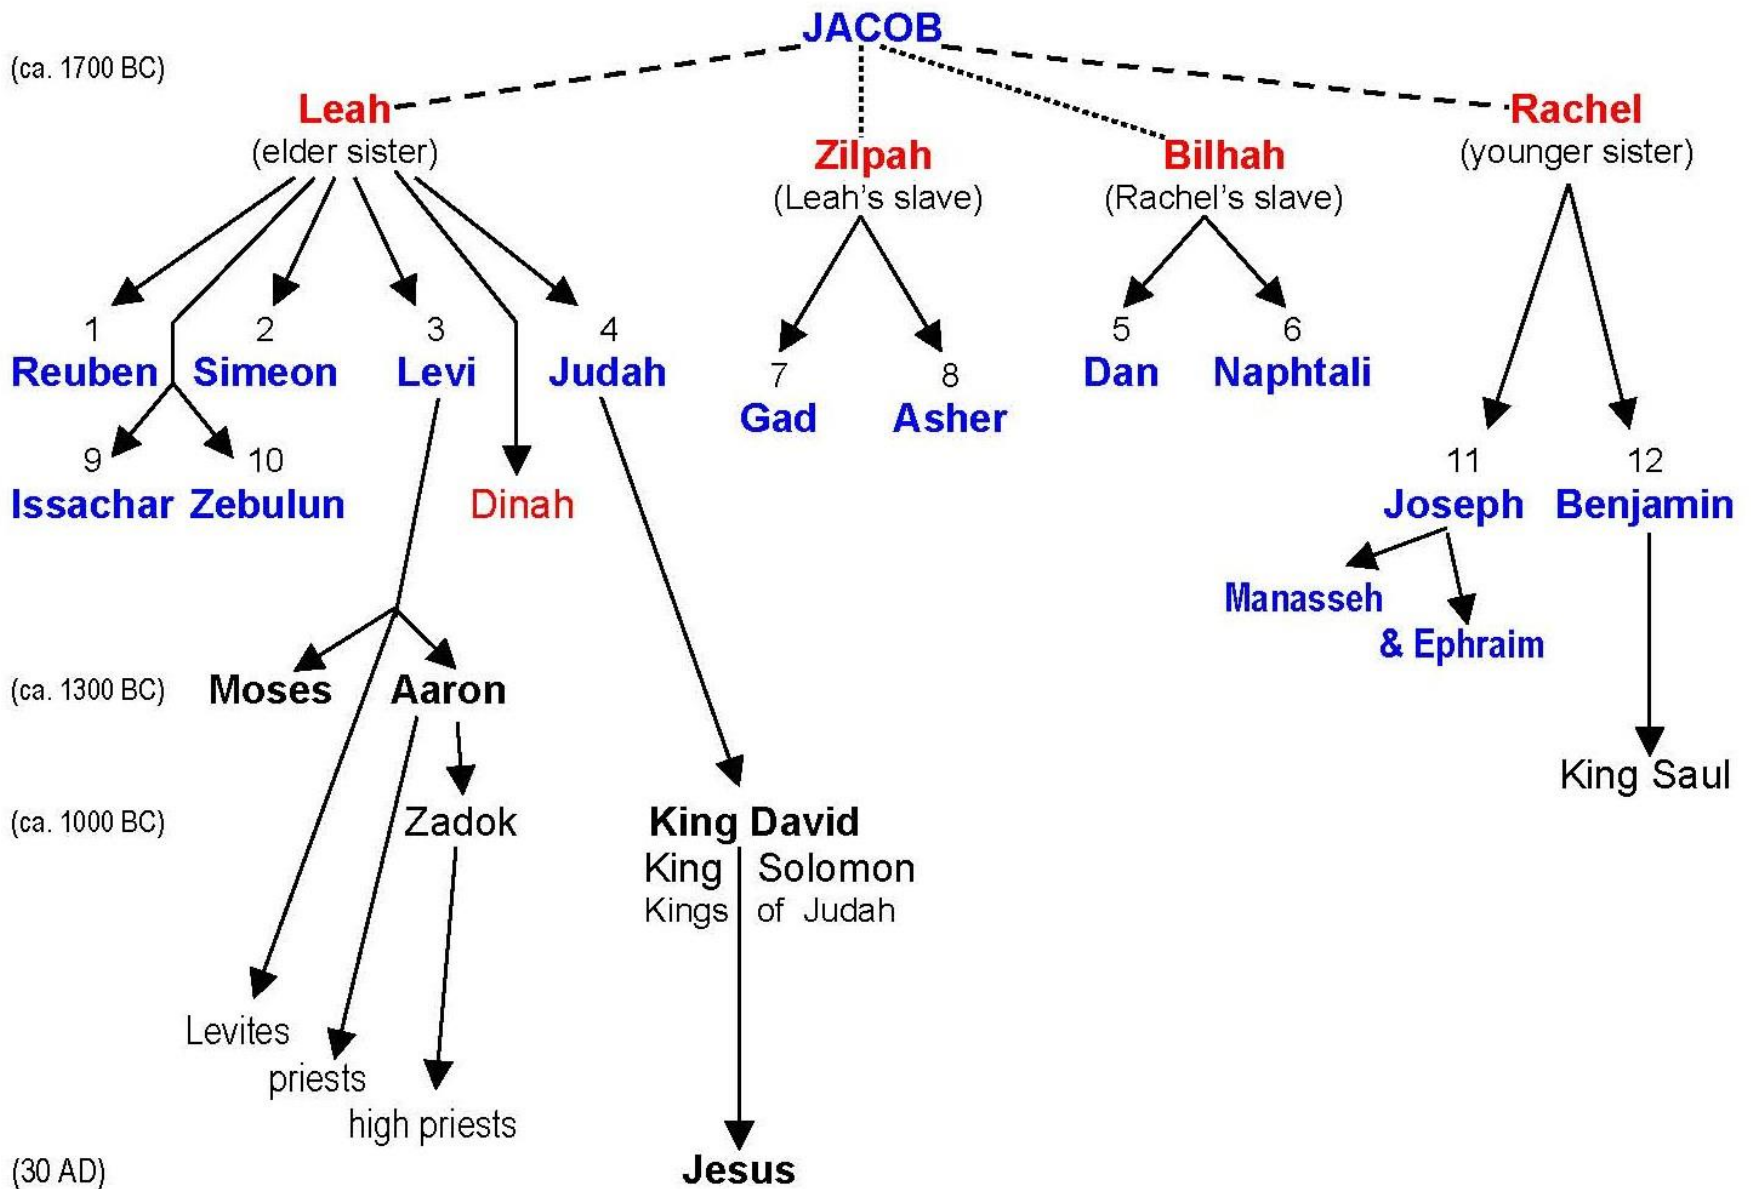 JACOB
(ca. 1700 BC)
Leah
Rachel
(elder sister)
Zilpah
Bilhah
(younger sister)
(Leah's slave)
(Rachel's slave)
1
2
3
4
5
6
Reuben
Simeon
Levi
Judah
7
8
Dan
Naphtali
Gad
Asher
9
10
11
12
Issachar
Zebulun
Dinah
Joseph
Benjamin
Manasseh
& Ephraim
(ca. 1300 BC)
Moses
Aaron
King Saul
(ca. 1000 BC)
Zadok
King David
King Solomon
Kings of Judah
Levites
priests
high priests
(30 AD)
Jesus